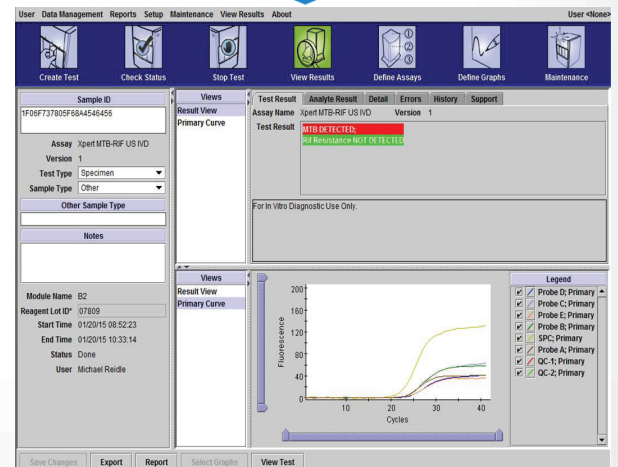 User Data Management Reports Setup Maintenance View Results About User <None>
Create Test Check Status Stop Test View Results Define Assays Define Graphs Maintenance
Sample ID
1F06F737805F68A4546456
Assay Xpert MTB-RIF US IVD
Version 1
Test Type Specimen
Sample Type Other
Other Sample Type
Notes
Module Name B2
Reagent Lot ID* 07809
Start Time 01/20/15 08:52:23
End Time 01/20/15 10:33:14
Status Done
User Michael Reidle
Views
Result View
Primary Curve
Test Result Analyte Result Detail Errors History Support
Assay Name Xpert MTB-RIF US IVD Version 1
Test Result MTB DETECTED;
Rif Resistance NOT DETECTED
For In Vitro Diagnostic Use Only.
Views
Result View
Primary Curve
200
160
120
80
40
0
Fluorescence
10 20 30 40
Cycles
Legend
Probe D; Primary
Probe C; Primary
Probe E; Primary
Probe B; Primary
SPC; Primary
Probe A; Primary
QC-1; Primary
QC-2; Primary
Save Changes Export Report Select Graphs View Test